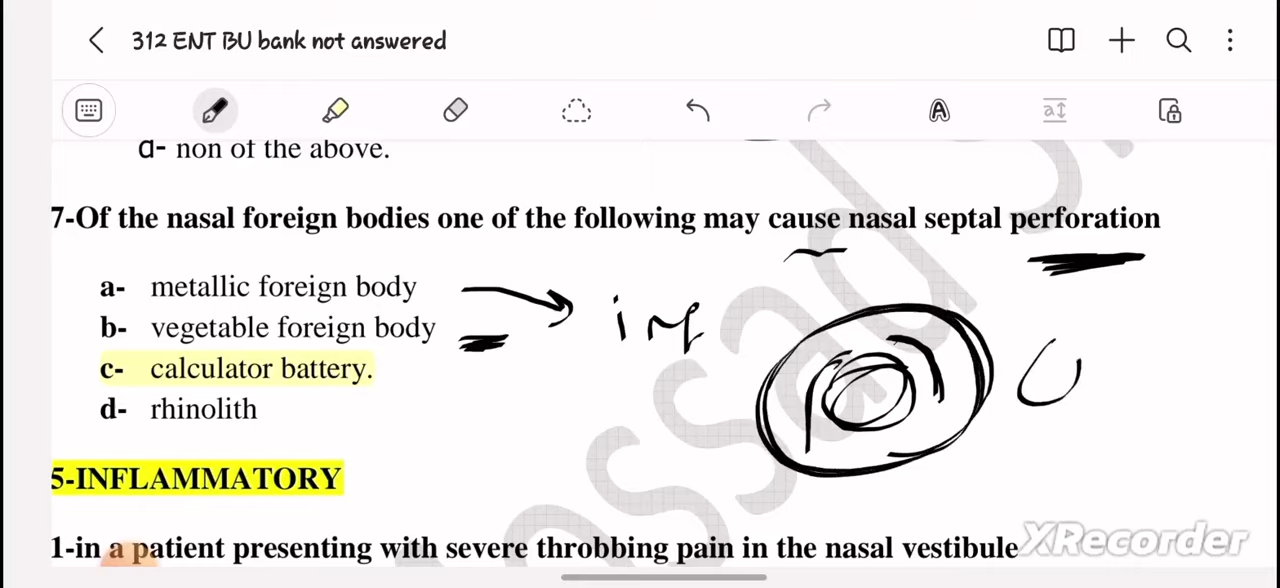 312 ENT BU bank not answered
d- non of the above.
7-Of the nasal foreign bodies one of the following may cause nasal septal perforation
a- metallic foreign body
b- vegetable foreign body
c- calculator battery.
d- rhinolith
inf
5-INFLAMMATORY
1-in a patient presenting with severe throbbing pain in the nasal vestibule
XRecorder